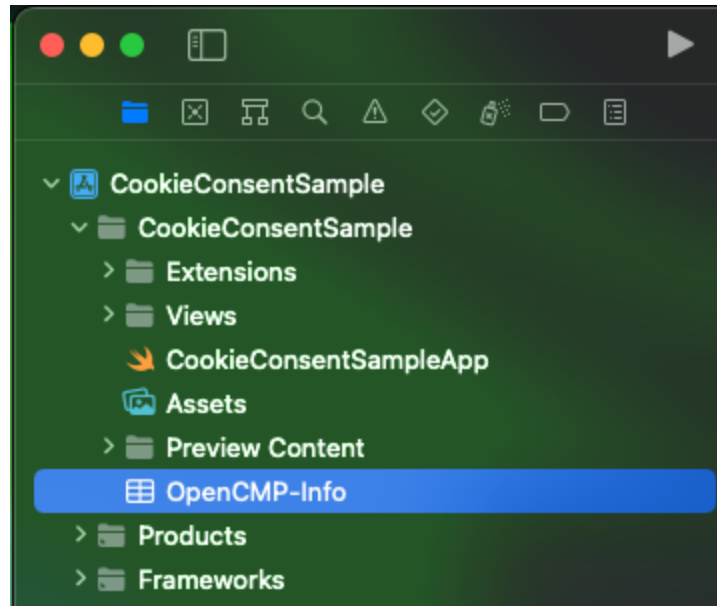 CookieConsentSample
CookieConsentSample
Extensions
Views
CookieConsentSampleApp
Assets
Preview Content
OpenCMP-Info
Products
Frameworks